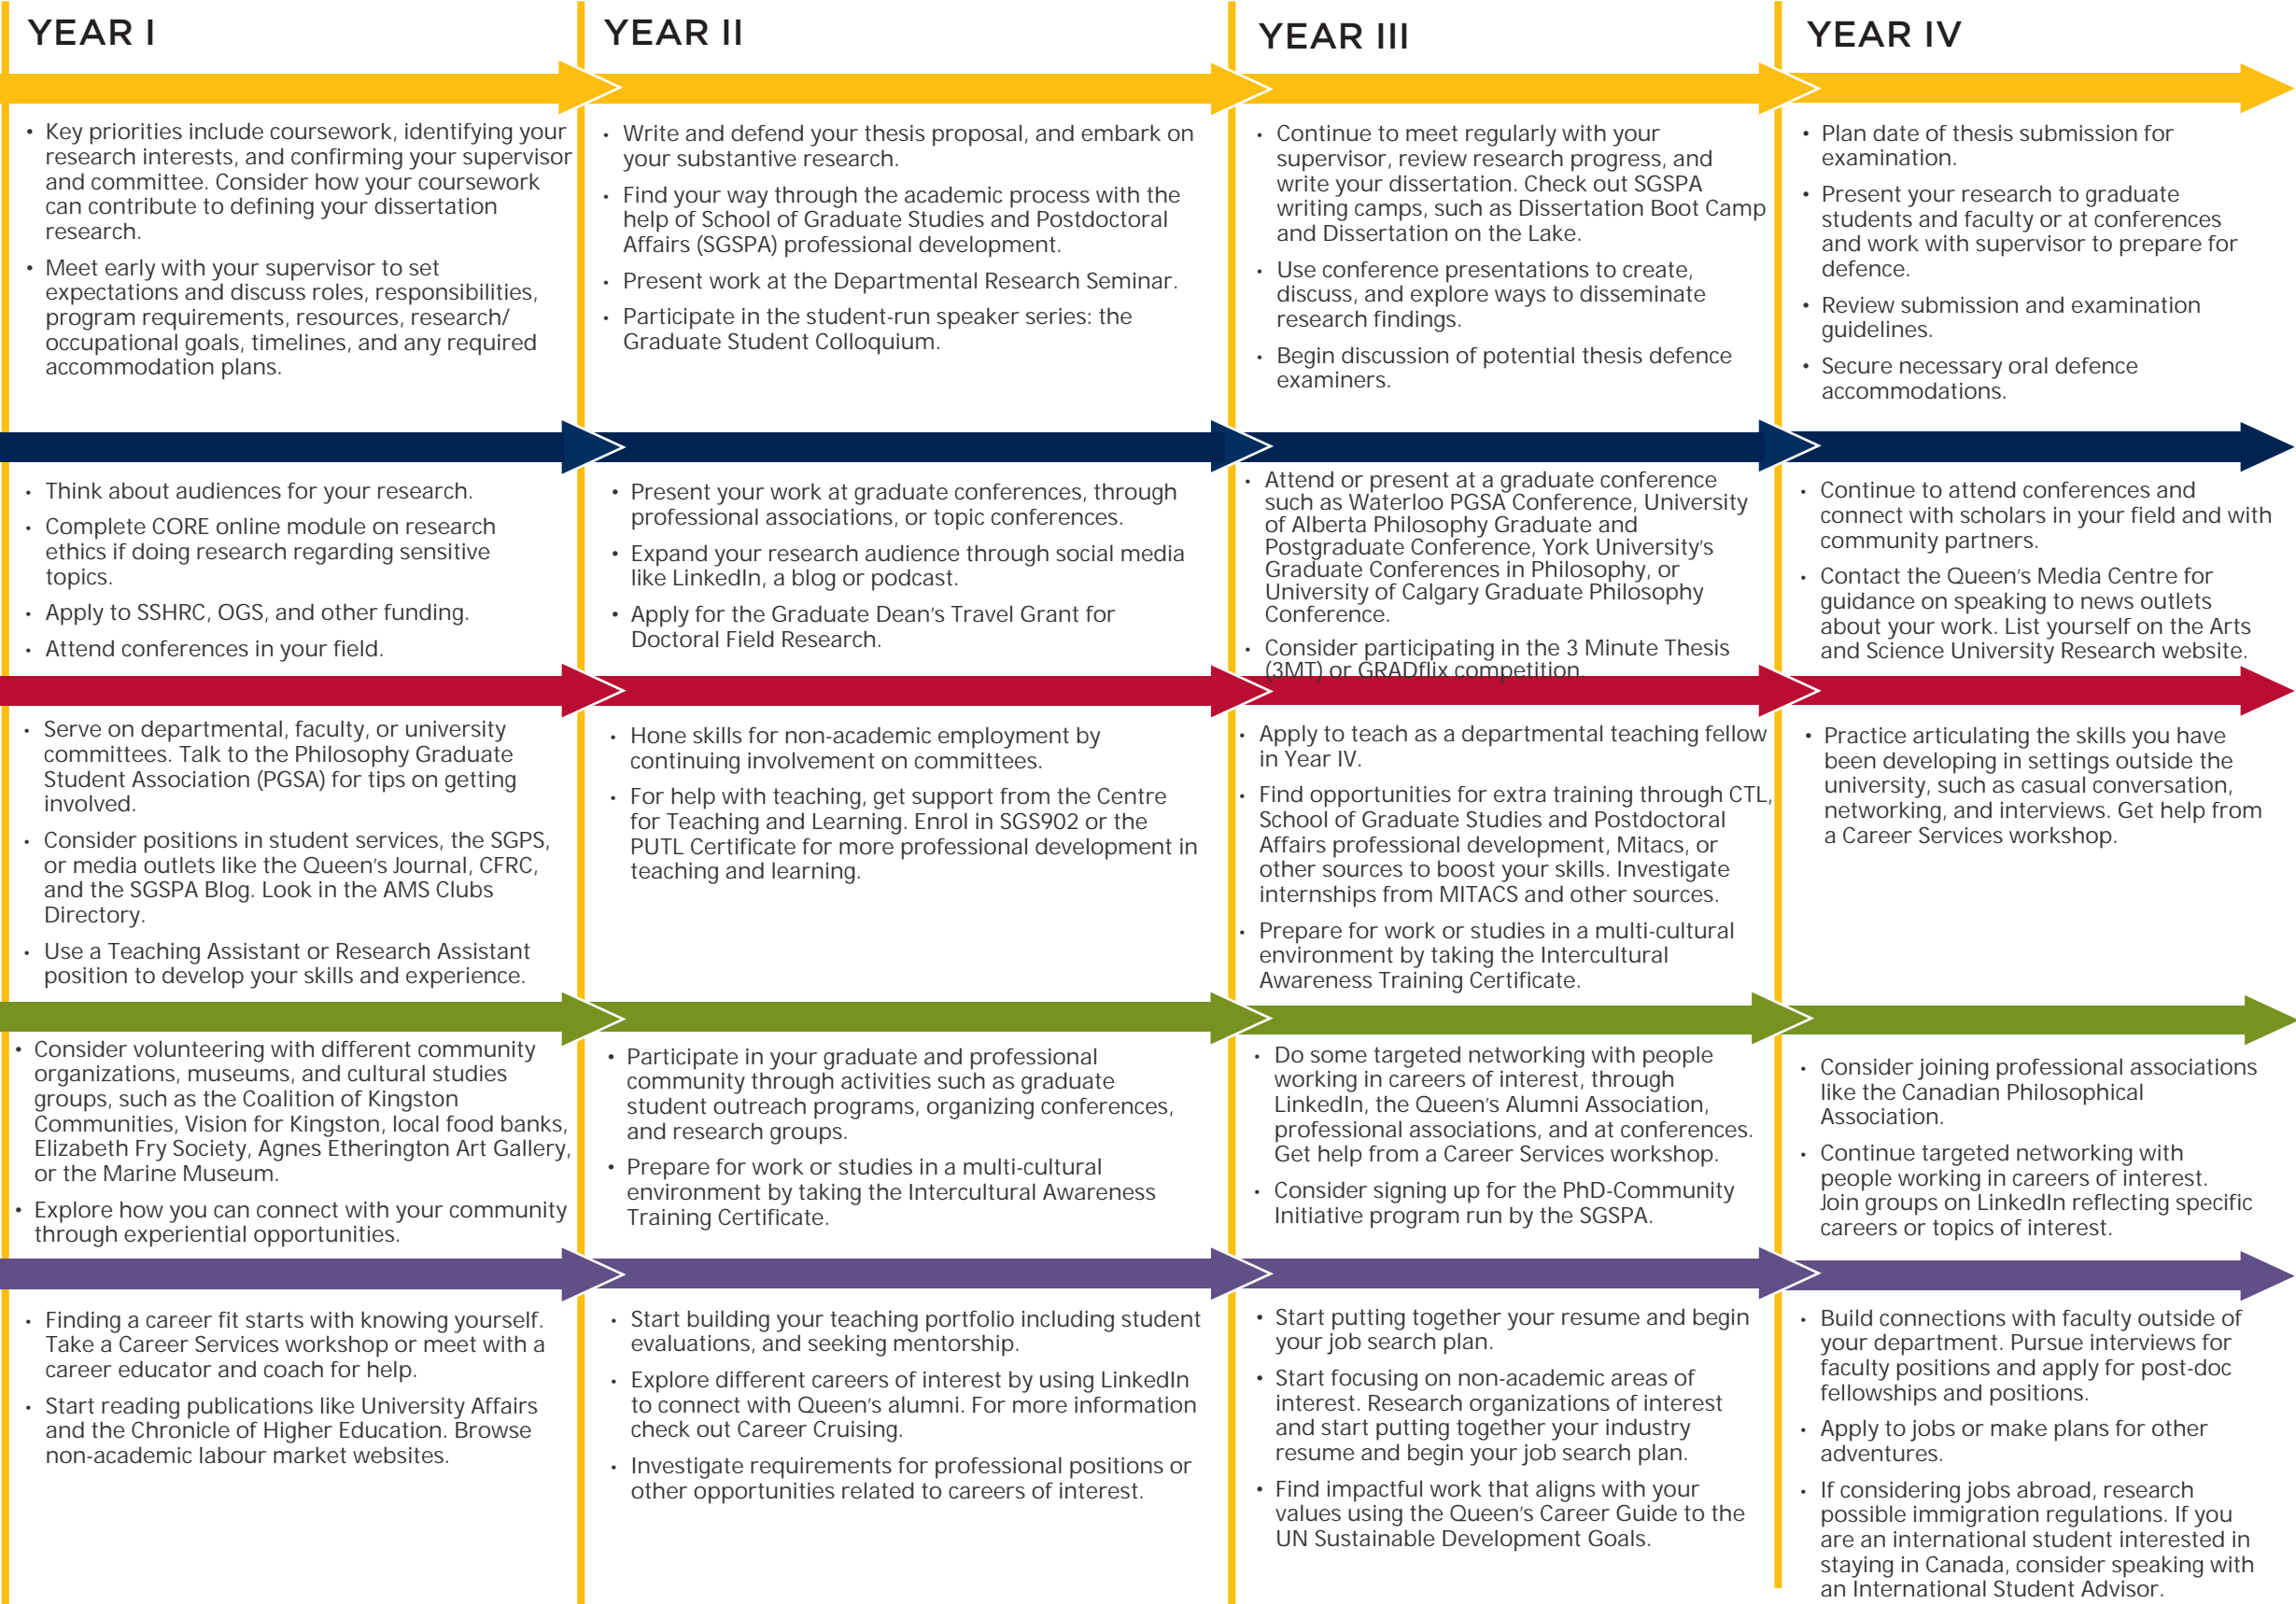 YEAR I
YEAR II
YEAR III
YEAR IV
• Key priorities include coursework, identifying your
research interests, and confirming your supervisor
and committee. Consider how your coursework
can contribute to defining your dissertation
research.
• Meet early with your supervisor to set
expectations and discuss roles, responsibilities,
program requirements, resources, research/
occupational goals, timelines, and any required
accommodation plans.
• Write and defend your thesis proposal, and embark on
your substantive research.
• Find your way through the academic process with the
help of School of Graduate Studies and Postdoctoral
Affairs (SGSPA) professional development.
• Present work at the Departmental Research Seminar.
• Participate in the student-run speaker series: the
Graduate Student Colloquium.
• Continue to meet regularly with your
supervisor, review research progress, and
write your dissertation. Check out SGSPA
writing camps, such as Dissertation Boot Camp
and Dissertation on the Lake.
• Use conference presentations to create,
discuss, and explore ways to disseminate
research findings.
• Begin discussion of potential thesis defence
examiners.
• Plan date of thesis submission for
examination.
• Present your research to graduate
students and faculty or at conferences
and work with supervisor to prepare for
defence.
• Review submission and examination
guidelines.
• Secure necessary oral defence
accommodations.
• Think about audiences for your research.
• Complete CORE online module on research
ethics if doing research regarding sensitive
topics.
• Apply to SSHRC, OGS, and other funding.
• Attend conferences in your field.
• Present your work at graduate conferences, through
professional associations, or topic conferences.
• Expand your research audience through social media
like LinkedIn, a blog or podcast.
• Apply for the Graduate Dean's Travel Grant for
Doctoral Field Research.
• Attend or present at a graduate conference
such as Waterloo PGSA Conference, University
of Alberta Philosophy Graduate and
Postgraduate Conference, York University's
Graduate Conferences in Philosophy, or
University of Calgary Graduate Philosophy
Conference.
• Consider participating in the 3 Minute Thesis
(3MT) or GRADflix competition.
• Continue to attend conferences and
connect with scholars in your field and with
community partners.
• Contact the Queen's Media Centre for
guidance on speaking to news outlets
about your work. List yourself on the Arts
and Science University Research website.
• Serve on departmental, faculty, or university
committees. Talk to the Philosophy Graduate
Student Association (PGSA) for tips on getting
involved.
• Consider positions in student services, the SGPS,
or media outlets like the Queen's Journal, CFRC,
and the SGSPA Blog. Look in the AMS Clubs
Directory.
• Use a Teaching Assistant or Research Assistant
position to develop your skills and experience.
• Hone skills for non-academic employment by
continuing involvement on committees.
• For help with teaching, get support from the Centre
for Teaching and Learning. Enrol in SGS902 or the
PUTL Certificate for more professional development in
teaching and learning.
• Apply to teach as a departmental teaching fellow
in Year IV.
• Find opportunities for extra training through CTL,
School of Graduate Studies and Postdoctoral
Affairs professional development, Mitacs, or
other sources to boost your skills. Investigate
internships from MITACS and other sources.
• Prepare for work or studies in a multi-cultural
environment by taking the Intercultural
Awareness Training Certificate.
• Practice articulating the skills you have
been developing in settings outside the
university, such as casual conversation,
networking, and interviews. Get help from
a Career Services workshop.
• Consider volunteering with different community
organizations, museums, and cultural studies
groups, such as the Coalition of Kingston
Communities, Vision for Kingston, local food banks,
Elizabeth Fry Society, Agnes Etherington Art Gallery,
or the Marine Museum.
• Explore how you can connect with your community
through experiential opportunities.
• Participate in your graduate and professional
community through activities such as graduate
student outreach programs, organizing conferences,
and research groups.
• Prepare for work or studies in a multi-cultural
environment by taking the Intercultural Awareness
Training Certificate.
• Do some targeted networking with people
working in careers of interest, through
LinkedIn, the Queen's Alumni Association,
professional associations, and at conferences.
Get help from a Career Services workshop.
• Consider signing up for the PhD-Community
Initiative program run by the SGSPA.
• Consider joining professional associations
like the Canadian Philosophical
Association.
• Continue targeted networking with
people working in careers of interest.
Join groups on LinkedIn reflecting specific
careers or topics of interest.
• Finding a career fit starts with knowing yourself.
Take a Career Services workshop or meet with a
career educator and coach for help.
• Start reading publications like University Affairs
and the Chronicle of Higher Education. Browse
non-academic labour market websites.
• Start building your teaching portfolio including student
evaluations, and seeking mentorship.
• Explore different careers of interest by using LinkedIn
to connect with Queen's alumni. For more information
check out Career Cruising.
• Investigate requirements for professional positions or
other opportunities related to careers of interest.
• Start putting together your resume and begin
your job search plan.
• Start focusing on non-academic areas of
interest. Research organizations of interest
and start putting together your industry
resume and begin your job search plan.
• Find impactful work that aligns with your
values using the Queen's Career Guide to the
UN Sustainable Development Goals.
• Build connections with faculty outside of
your department. Pursue interviews for
faculty positions and apply for post-doc
fellowships and positions.
• Apply to jobs or make plans for other
adventures.
• If considering jobs abroad, research
possible immigration regulations. If you
are an international student interested in
staying in Canada, consider speaking with
an International Student Advisor.